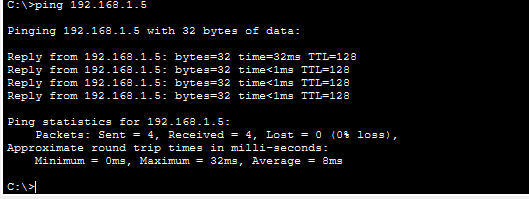 C:\>ping 192.168.1.5
Pinging 192.168.1.5 with 32 bytes of data:
Reply from 192.168.1.5: bytes=32 time=32ms TTL=128
Reply from 192.168.1.5: bytes=32 time<1ms TTL=128
Reply from 192.168.1.5: bytes=32 time<1ms TTL=128
Reply from 192.168.1.5: bytes=32 time<1ms TTL=128
Ping statistics for 192.168.1.5:
    Packets: Sent = 4, Received = 4, Lost = 0 (0% loss),
Approximate round trip times in milli-seconds:
    Minimum = 0ms, Maximum = 32ms, Average = 8ms
C:\>